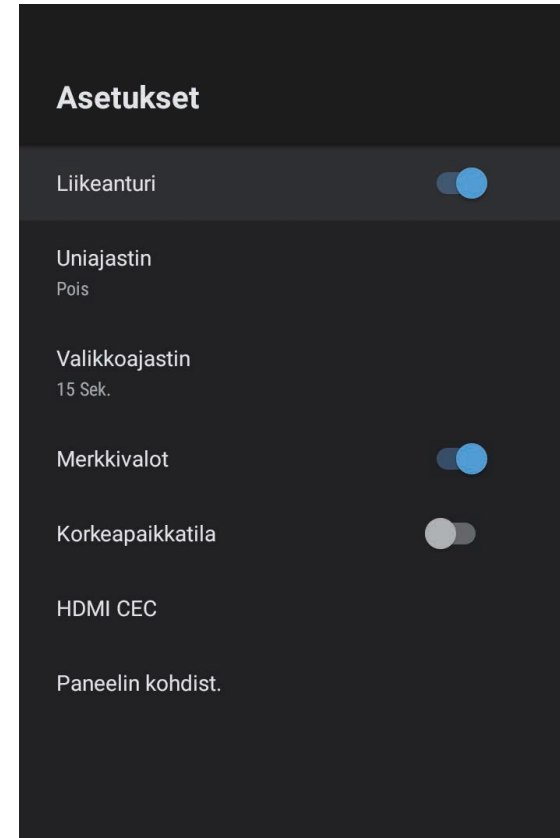 Asetukset
Liikeanturi
Uniajastin
Pois
Valikkoajastin
15 Sek.
Merkkivalot
Korkeapaikkatila
HDMI CEC
Paneelin kohdist.